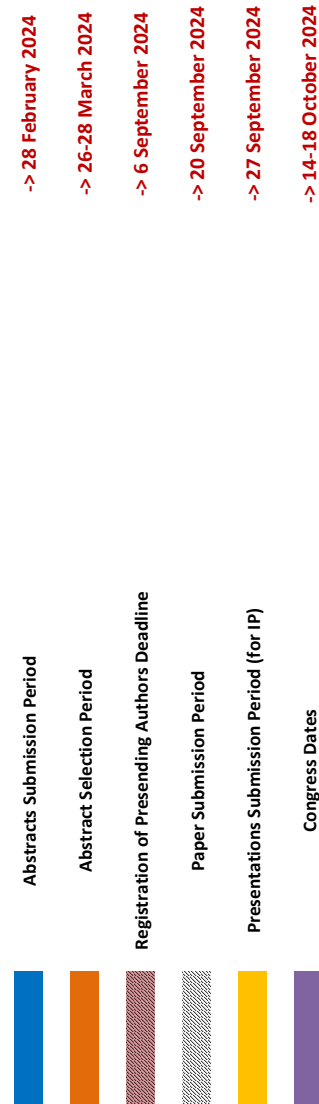 Abstracts Submission Period -> 28 February 2024
Abstract Selection Period -> 26-28 March 2024
Registration of Presending Authors Deadline -> 6 September 2024
Paper Submission Period -> 20 September 2024
Presentations Submission Period (for IP) -> 27 September 2024
Congress Dates -> 14-18 October 2024